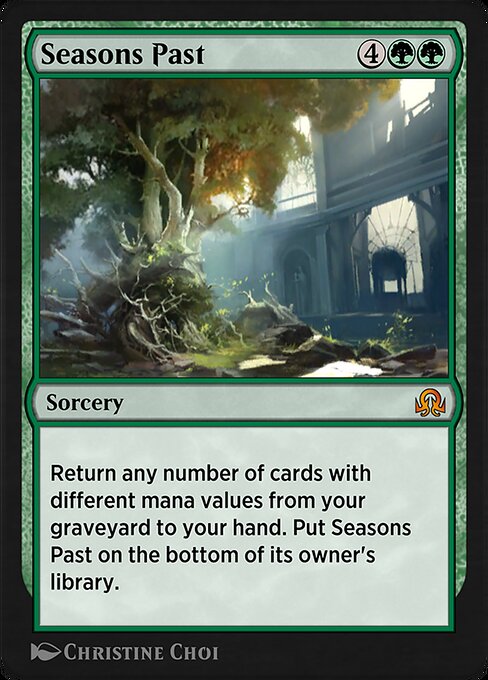 Seasons Past 4
Sorcery
Return any number of cards with
different mana values from your
graveyard to your hand. Put Seasons
Past on the bottom of its owner's
library.
Christine Choi